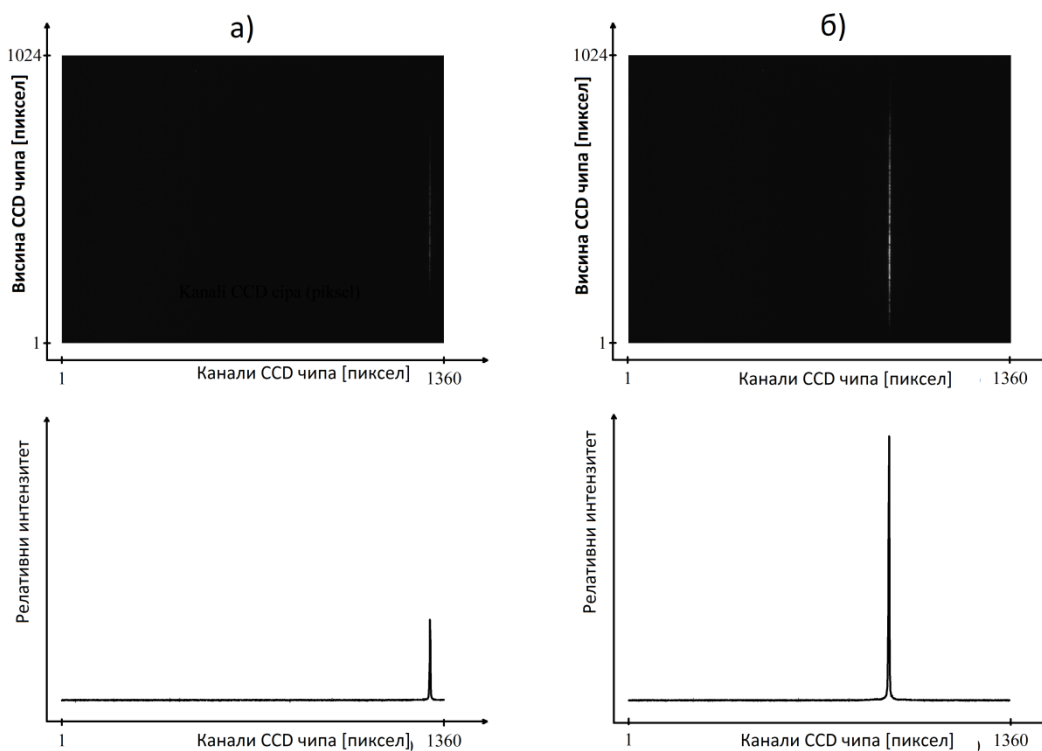 а)
1024
Висина CCD чипа [пиксел]
Kanali CCD cipa (piksel)
1
1
Канали CCD чипа [пиксел]
1360
б)
1024
Висина CCD чипа [пиксел]
1
1
Канали CCD чипа [пиксел]
1360
Релативни интензитет
1
Канали CCD чипа [пиксел])
1360
Релативни интензитет
1
Канали CCD чипа [пиксел]
)
1360